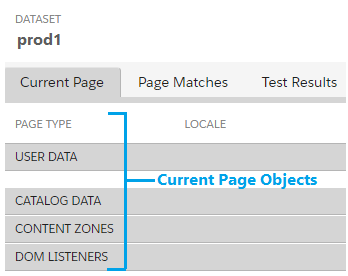 DATASET
prod1
Current Page Page Matches Test Results
PAGE TYPE LOCALE
USER DATA
Current Page Objects
CATALOG DATA
CONTENT ZONES
DOM LISTENERS